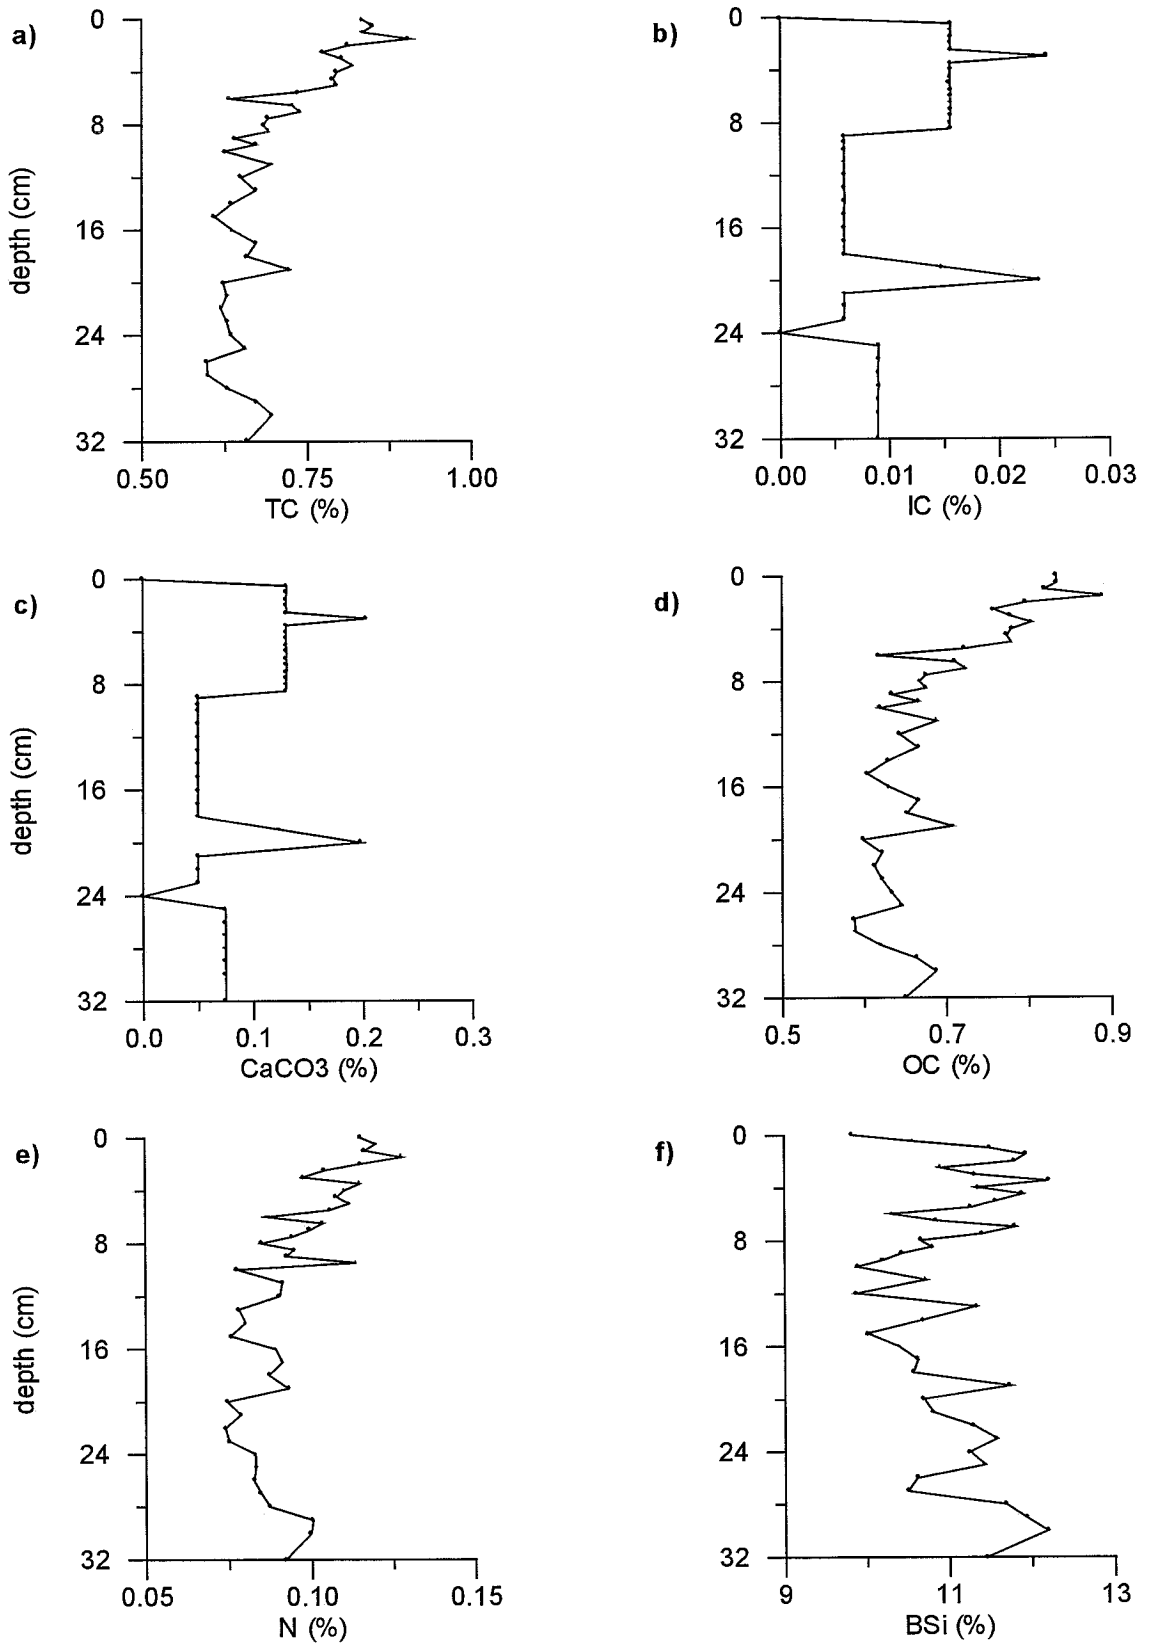 a)
0
8
16
24
32
depth (cm)
0.50 0.75 1.00
TC (%)
b)
0
8
16
24
32
0.00 0.01 0.02 0.03
IC (%)
c)
0
8
16
24
32
depth (cm)
0.0 0.1 0.2 0.3
CaCO3 (%)
d)
0
8
16
24
32
0.5 0.7 0.9
OC (%)
e)
0
8
16
24
32
depth (cm)
0.05 0.10 0.15
N (%)
f)
0
8
16
24
32
9 11 13
BSi (%)